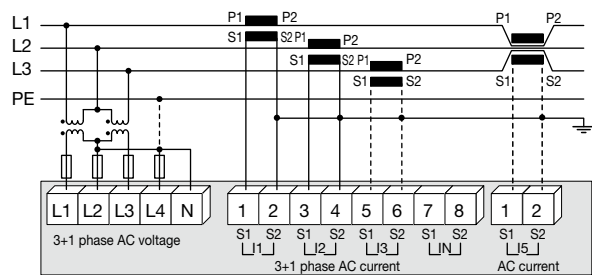 L1 P1 P2 P1 P2
L2 S1 S2 P1 P2
L3 S1 S2 P1 P2 S1 S2
PE S1 S2
L1 L2 L3 L4 N 1 2 3 4 5 6 7 8 1 2
S1 S2 S1 S2 S1 S2 S1 S2 S1 S2
3+1 phase AC voltage I1 I2 I3 IN I5
3+1 phase AC current AC current